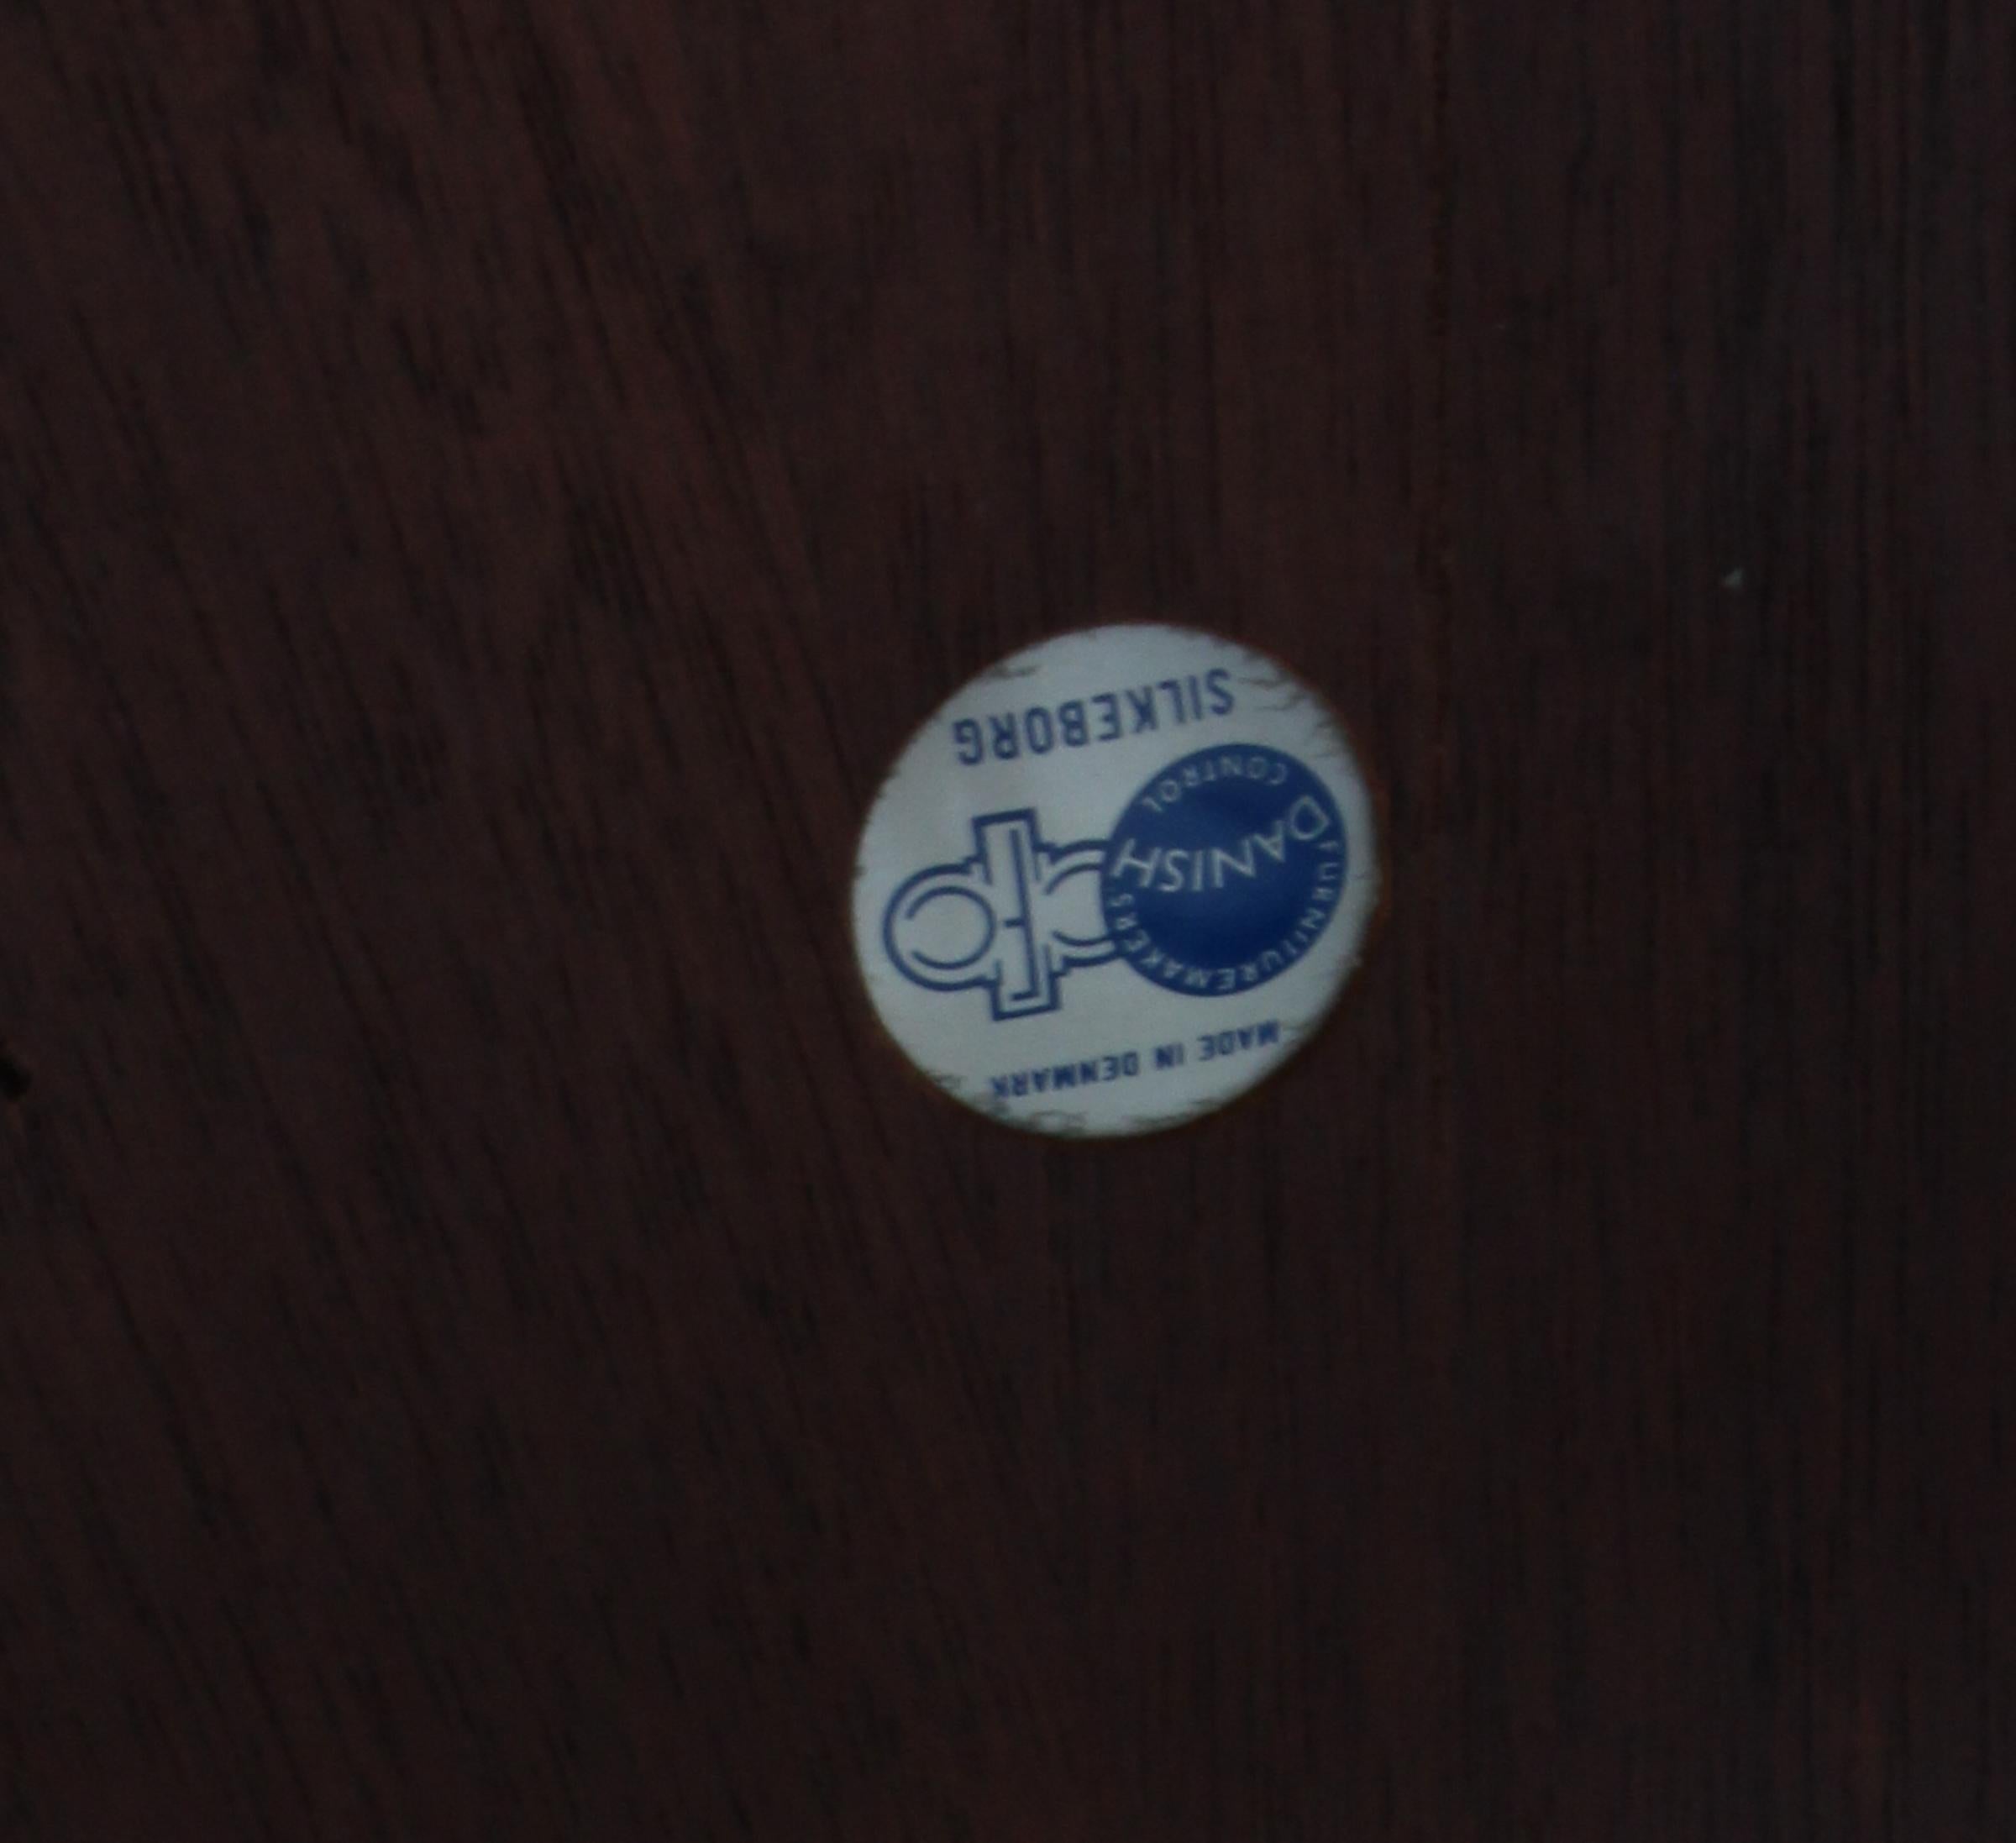 MADE IN DENMARK
FURNITUREMAKERS'
DANISH
CONTROL
SILKEBORG